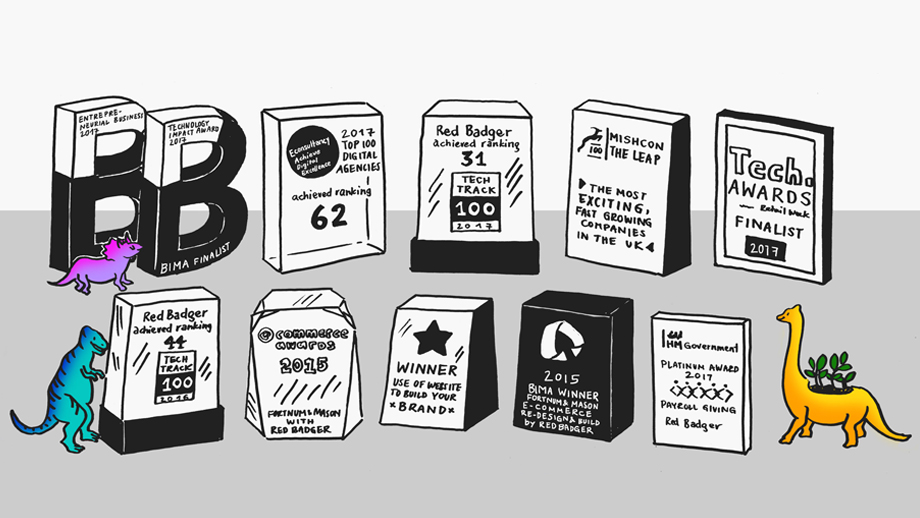 ENTREPRE-
NEURIAL BUSINESS
2017
TECHNOLOGY
IMPACT AWARD
2017
BIMA FINALIST
Econsultancy
Achieve
Digital
Excellence
2017
TOP 100
DIGITAL
AGENCIES
achieved ranking
62
Red Badger
achieved ranking
31
TECH
TRACK
100
2017
100
MISHCON
THE LEAP
THE MOST
EXCITING,
FAST GROWING
COMPANIES
IN THE UK
Tech.
AWARDS
Retail Week
FINALIST
2017
Red Badger
achieved ranking
44
TECH
TRACK
100
2016
@commerce
awards
2015
FORTNUM & MASON
WITH
RED BADGER
WINNER
USE OF WEBSITE
TO BUILD YOUR
×BRAND×
2015
BIMA WINNER
FORTNUM & MASON
E-COMMERCE
RE-DESIGN & BUILD
by RED BADGER
HM Government
PLATINUM AWARD
2017
PAYROLL GIVING
Red Badger